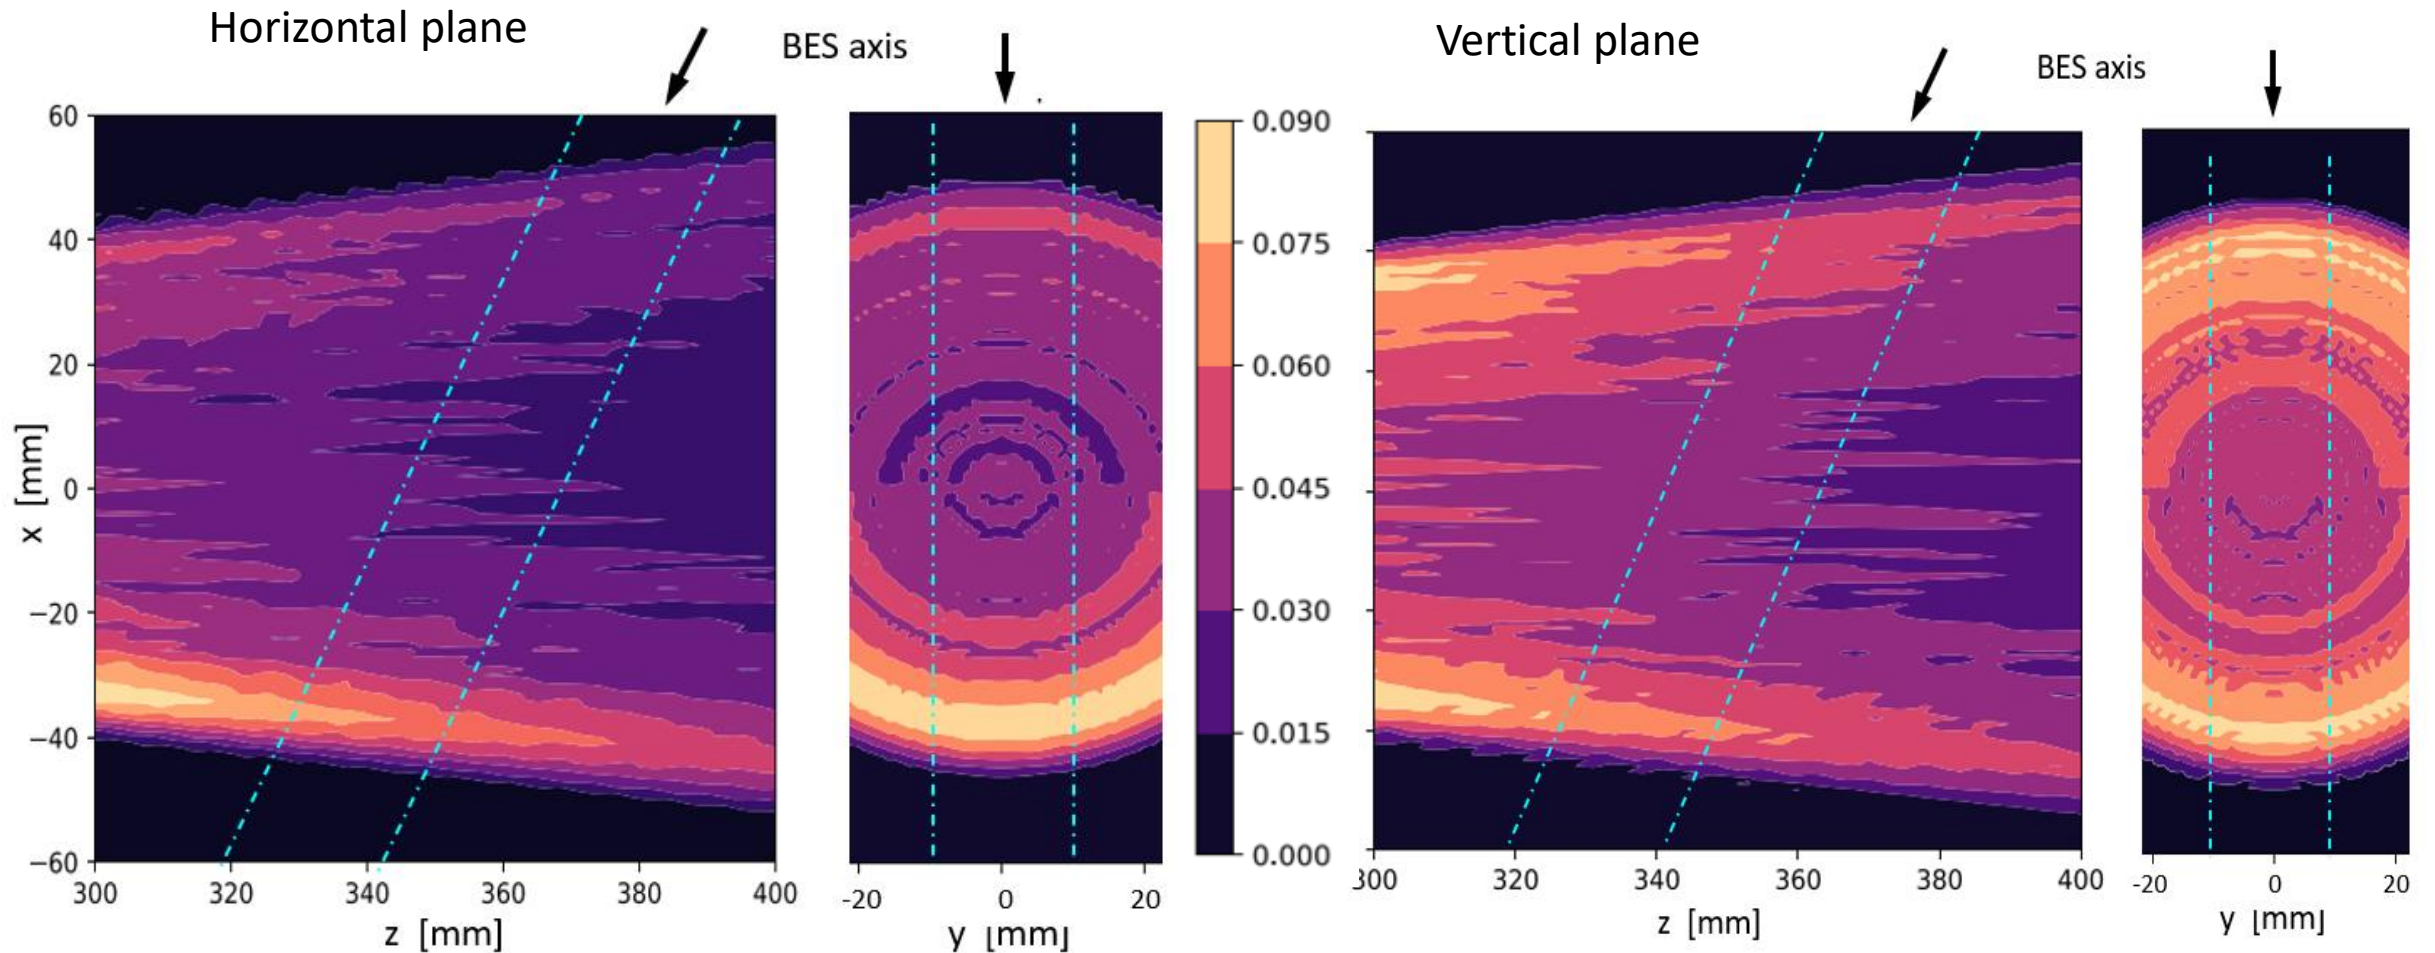 Horizontal plane
BES axis
Vertical plane
BES axis
60
40
20
0
−20
−40
−60
x [mm]
300 320 340 360 380 400
z [mm]
-20 0 20
y [mm]
0.090
0.075
0.060
0.045
0.030
0.015
0.000
300 320 340 360 380 400
z [mm]
-20 0 20
y [mm]